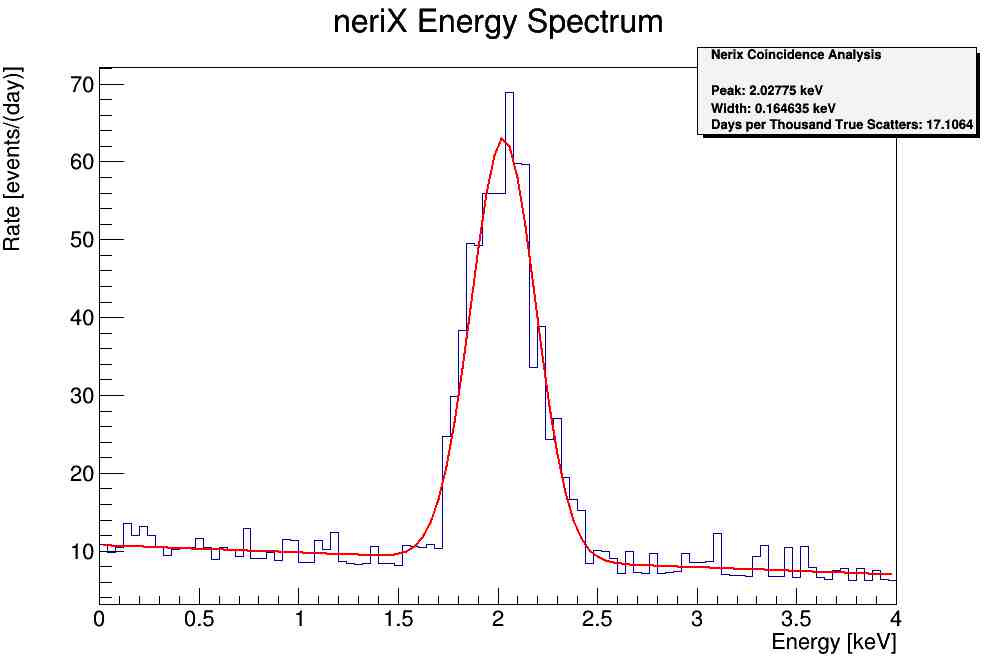 neriX Energy Spectrum
Nerix Coincidence Analysis
Peak: 2.02775 keV
Width: 0.164635 keV
Days per Thousand True Scatters: 17.1064
Rate [events/(day)]
70
60
50
40
30
20
10
0 0.5 1 1.5 2 2.5 3 3.5 4
Energy [keV]